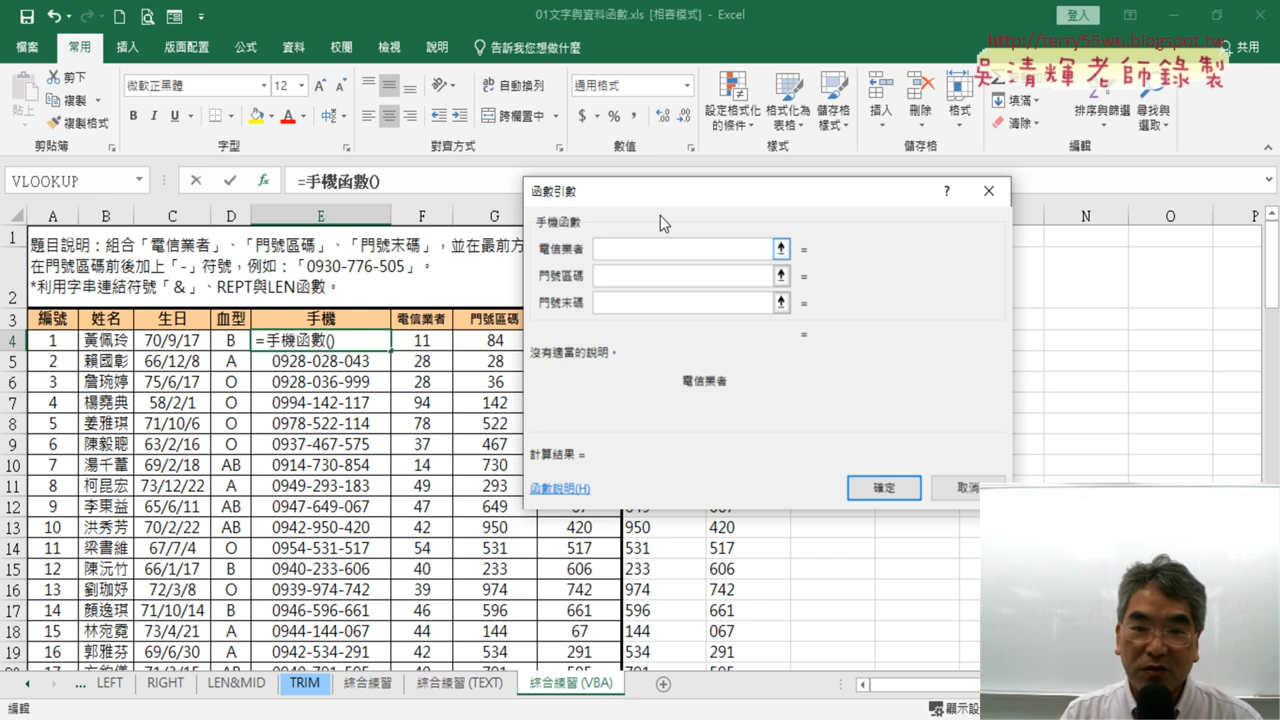 01文字與資料函數.xls [相容模式] - Excel
登入
檔案 常用 插入 版面配置 公式 資料 校閱 檢視 說明 告訴我您想做什麼 共用
http://terry55wu.blogspot.tw
吳清輝老師錄製
貼上 剪下 複製 複製格式
微軟正黑體 12
B I U A 中
自動換列 跨欄置中
通用格式
$ % ,
設定格式化的條件 格式化為表格 儲存格樣式
插入 刪除 格式
填滿 清除 排序與篩選 尋找與選取
剪貼簿 字型 對齊方式 數值 樣式 儲存格 編輯
VLOOKUP fx =手機函數()
A B C D E F G N O P
1 題目說明：組合「電信業者」、「門號區碼」、「門號末碼」，並在最前方
在門號區碼前後加上「-」符號，例如：「0930-776-505」。
2 *利用字串連結符號「&」、REPT與LEN函數。
3 編號 姓名 生日 血型 手機 電信業者 門號區碼
4 1 黃佩玲 70/9/17 B =手機函數() 11 84
5 2 賴國彰 66/12/8 A 0928-028-043 28 28
6 3 詹琬婷 75/6/17 O 0928-036-999 28 36
7 4 楊堯典 58/2/1 O 0994-142-117 94 142
8 5 姜雅琪 71/10/6 O 0978-522-114 78 522
9 6 陳毅聰 63/2/16 O 0937-467-575 37 467
10 7 湯千葦 69/2/18 AB 0914-730-854 14 730
11 8 柯昆宏 73/12/22 A 0949-293-183 49 293
12 9 李東益 65/6/11 AB 0947-649-067 47 649
13 10 洪秀芳 70/2/22 AB 0942-950-420 42 950 420 950 420
14 11 梁書維 67/7/4 O 0954-531-517 54 531 517 531 517
15 12 陳沅竹 66/1/17 B 0940-233-606 40 233 606 233 606
16 13 劉珈妤 72/3/8 O 0939-974-742 39 974 742 974 742
17 14 顏逸琪 71/10/14 B 0946-596-661 46 596 661 596 661
18 15 林宛霓 73/4/21 A 0944-144-067 44 144 67 144 067
19 16 郭雅芬 69/6/30 A 0942-534-291 42 534 291 534 291
函數引數 ?
手機函數
電信業者 =
門號區碼 =
門號末碼 =
=
沒有適當的說明。
電信業者
計算結果 =
函數說明(H) 確定 取消
... LEFT RIGHT LEN&MID TRIM 綜合練習 綜合練習 (TEXT) 綜合練習 (VBA)
編輯 顯示設